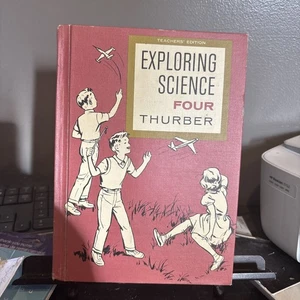 TEACHERS' EDITION
EXPLORING
SCIENCE
FOUR
THURBER